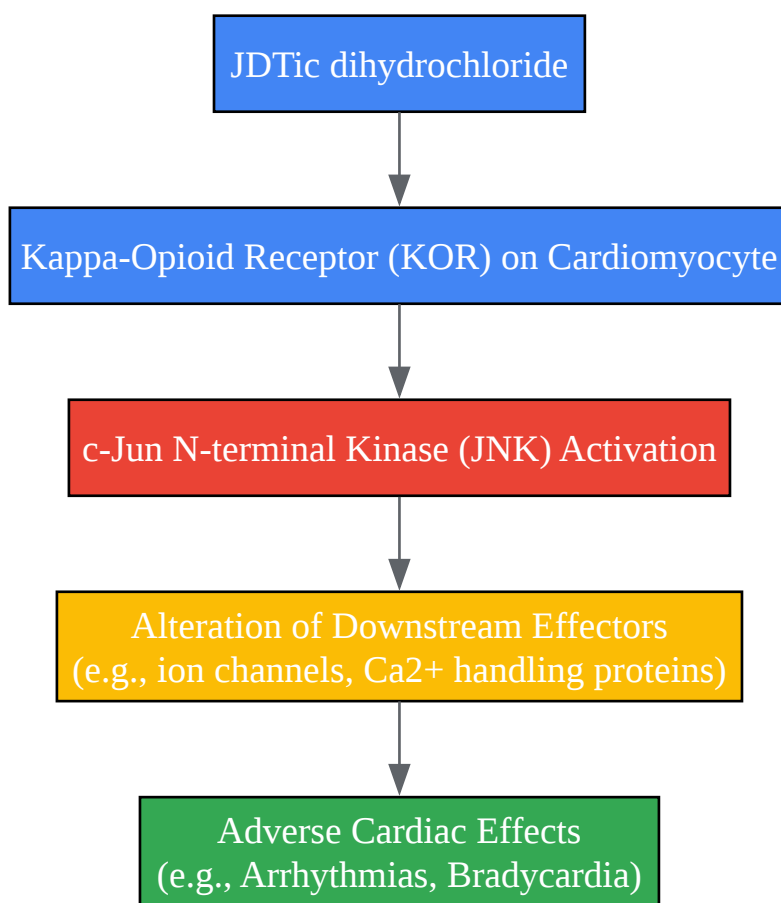 JDTic dihydrochloride
Kappa-Opioid Receptor (KOR) on Cardiomyocyte
c-Jun N-terminal Kinase (JNK) Activation
Alteration of Downstream Effectors
(e.g., ion channels, Ca2+ handling proteins)
Adverse Cardiac Effects
(e.g., Arrhythmias, Bradycardia)